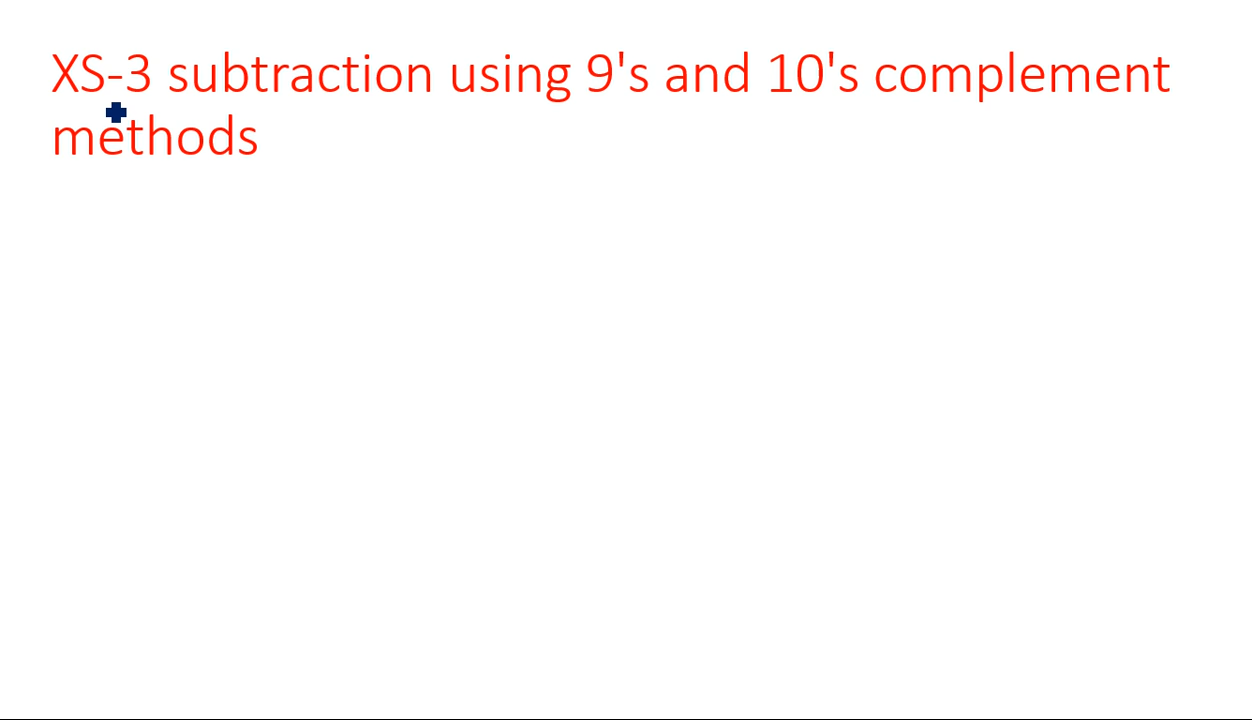 XS-3 subtraction using 9's and 10's complement
methods